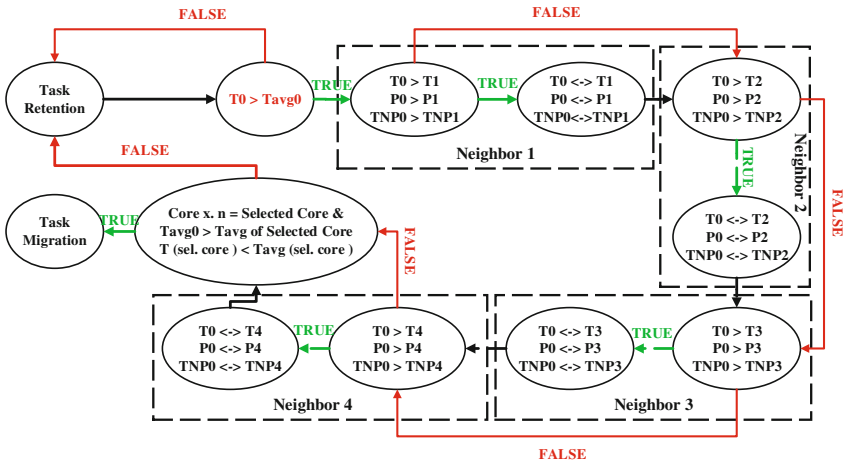 FALSE
FALSE
Task
Retention
T0 > Tavg0
TRUE
T0 > T1
P0 > P1
TNP0 > TNP1
TRUE
T0 <-> T1
P0 <-> P1
TNP0<->TNP1
Neighbor 1
T0 > T2
P0 > P2
TNP0 > TNP2
TRUE
Neighbor 2
FALSE
T0 <-> T2
P0 <-> P2
TNP0 <-> TNP2
FALSE
Task
Migration
TRUE
Core x. n = Selected Core &
Tavg0 > Tavg of Selected Core
T (sel. core ) < Tavg (sel. core )
FALSE
T0 <-> T4
P0 <-> P4
TNP0 <-> TNP4
TRUE
T0 > T4
P0 > P4
TNP0 > TNP4
Neighbor 4
T0 <-> T3
P0 <-> P3
TNP0 <-> TNP3
TRUE
T0 > T3
P0 > P3
TNP0 > TNP3
Neighbor 3
FALSE